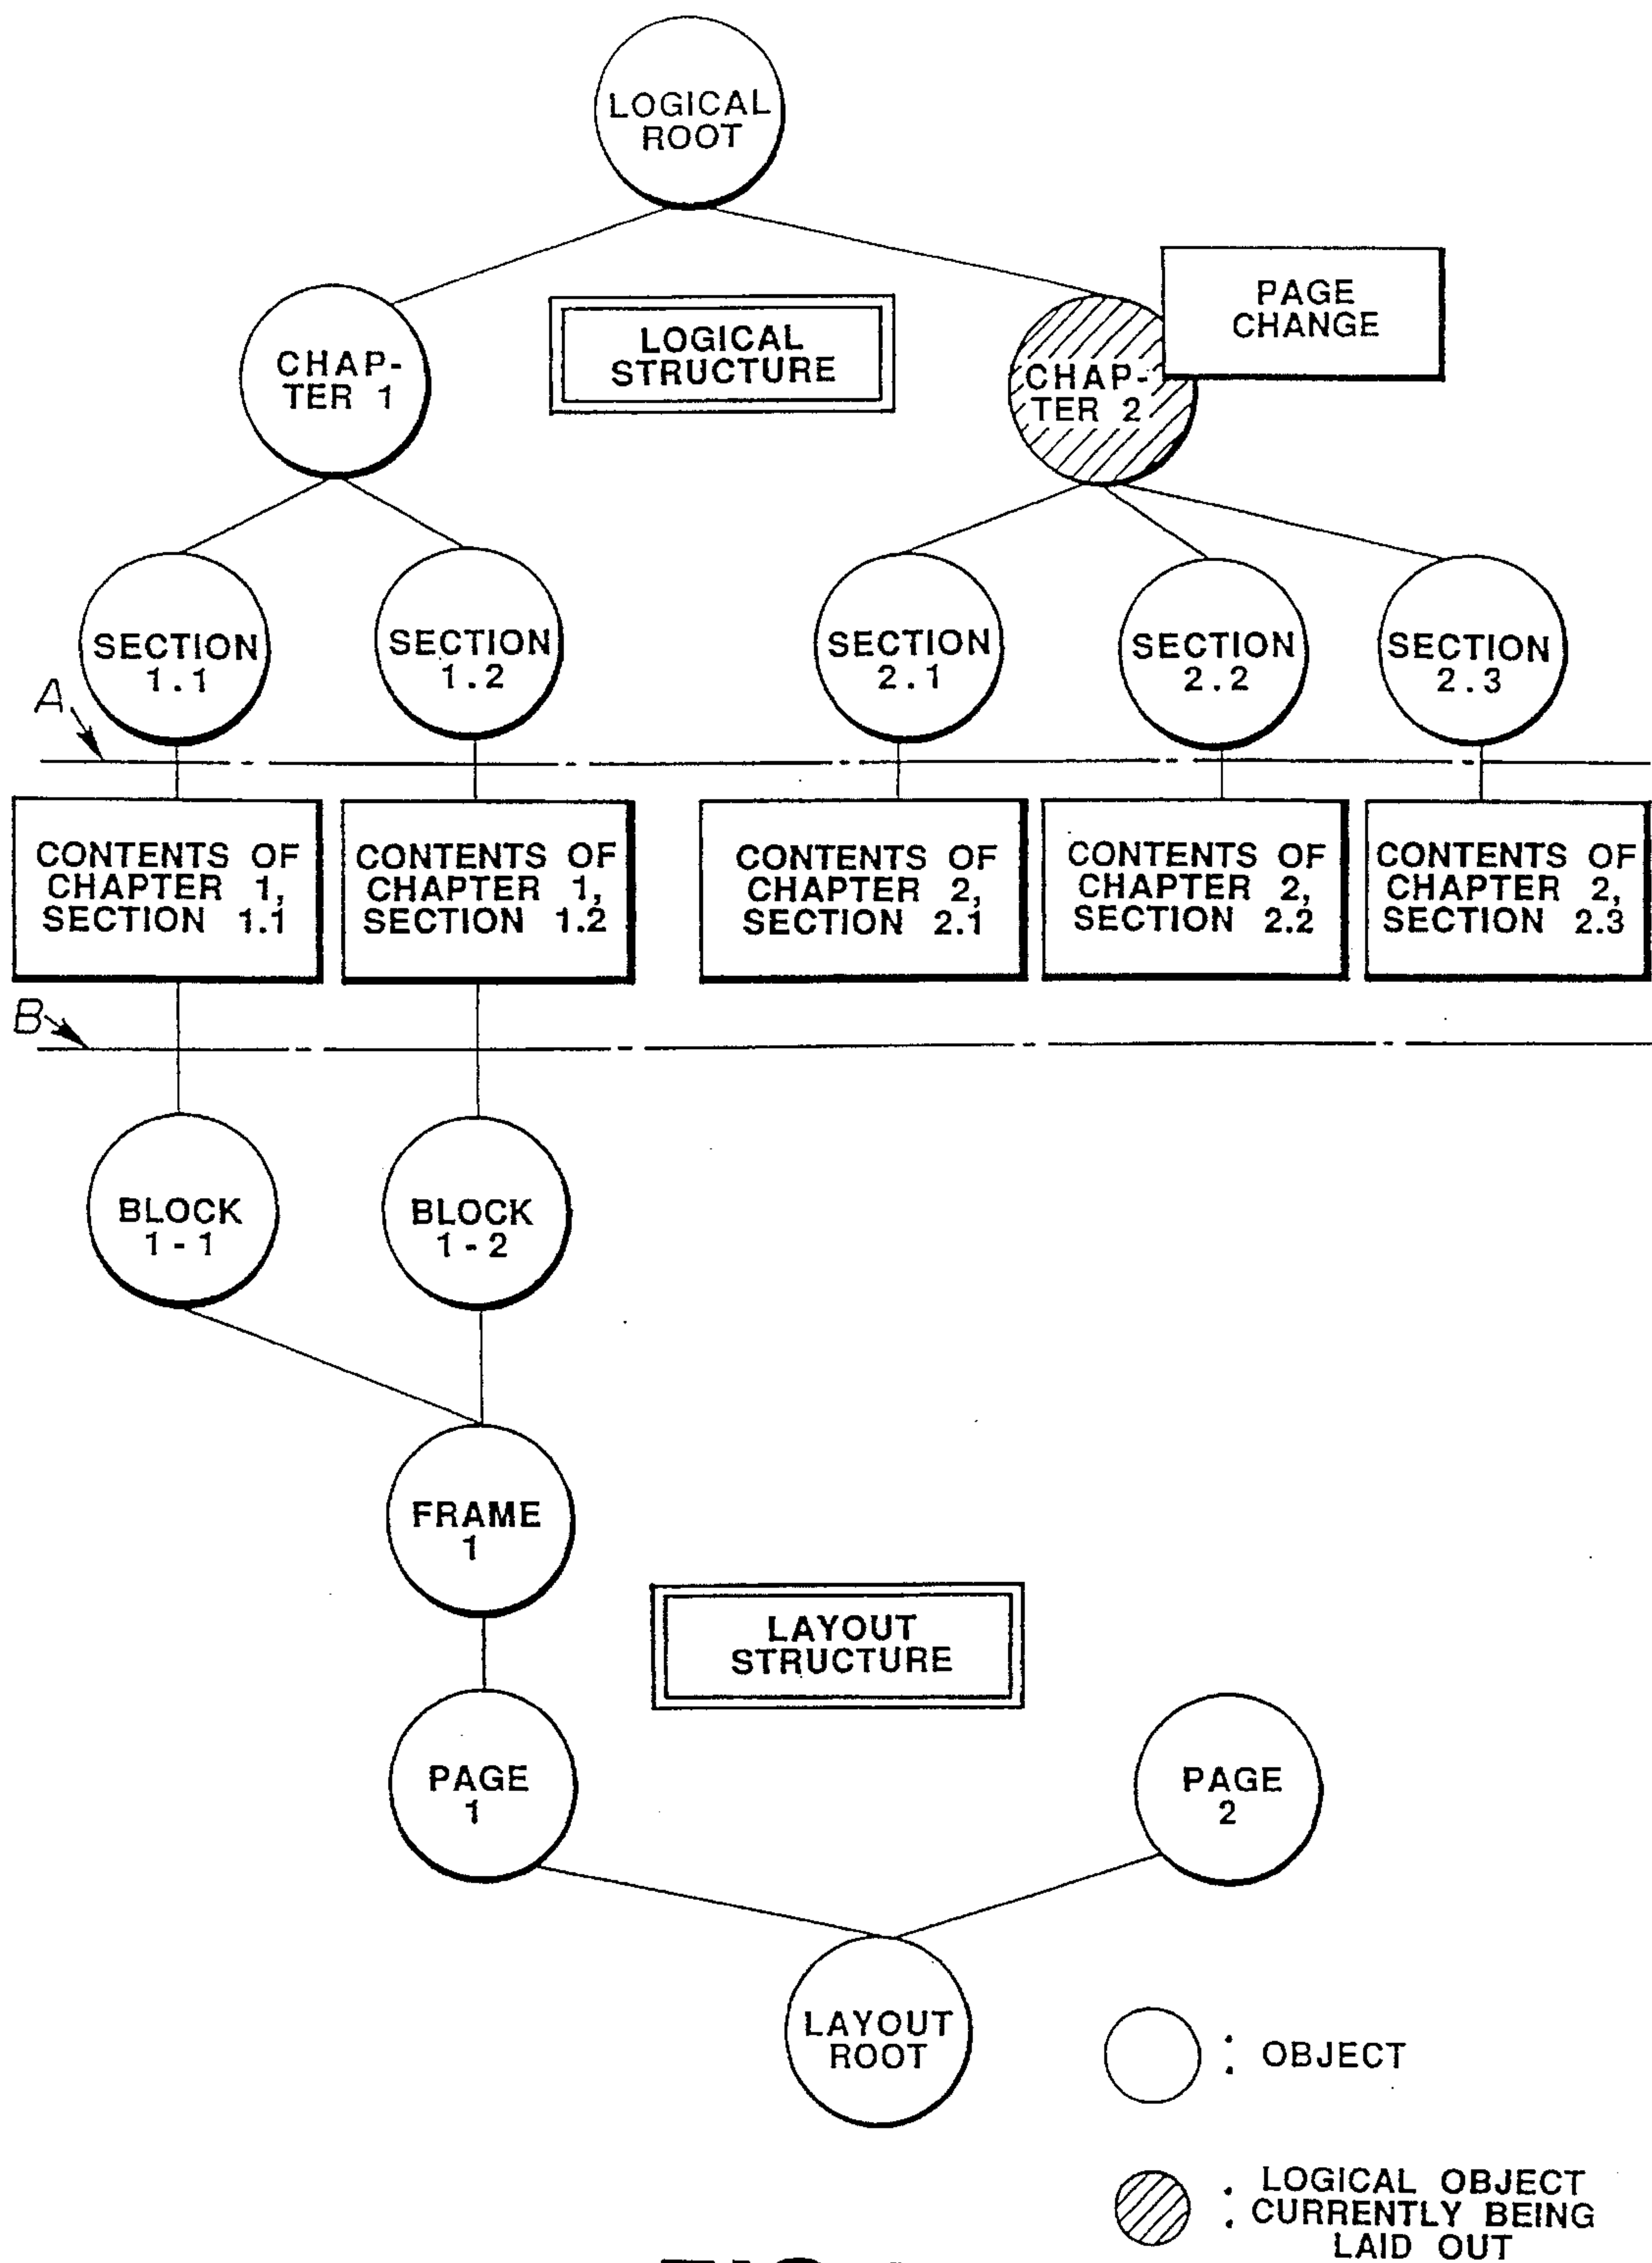 LOGICAL
ROOT
PAGE
CHANGE
LOGICAL
STRUCTURE
CHAP-
TER 1
CHAP-
TER 2
SECTION
1.1
SECTION
1.2
SECTION
2.1
SECTION
2.2
SECTION
2.3
A
CONTENTS OF
CHAPTER 1,
SECTION 1.1
CONTENTS OF
CHAPTER 1,
SECTION 1.2
CONTENTS OF
CHAPTER 2,
SECTION 2.1
CONTENTS OF
CHAPTER 2,
SECTION 2.2
CONTENTS OF
CHAPTER 2,
SECTION 2.3
B
BLOCK
1-1
BLOCK
1-2
FRAME
1
LAYOUT
STRUCTURE
PAGE
1
PAGE
2
LAYOUT
ROOT
: OBJECT
: LOGICAL OBJECT
CURRENTLY BEING
LAID OUT